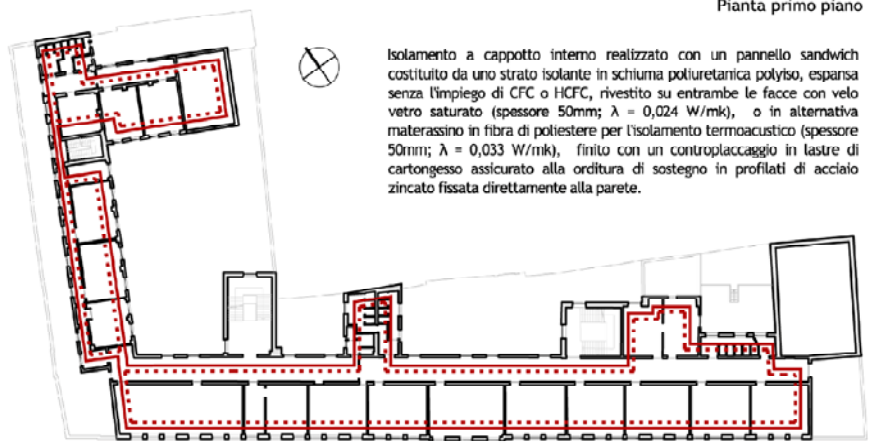 Pianta primo piano
Isolamento a cappotto interno realizzato con un pannello sandwich
costituito da uno strato isolante in schiuma poliuretanica polyiso, espansa
senza l'impiego di CFC o HCFC, rivestito su entrambe le facce con velo
vetro saturato (spessore 50mm; λ = 0,024 W/mk), o in alternativa
materassino in fibra di poliestere per l'isolamento termoacustico (spessore
50mm; λ = 0,033 W/mk), finito con un controplaccaggio in lastre di
cartongesso assicurato alla orditura di sostegno in profilati di acciaio
zincato fissata direttamente alla parete.